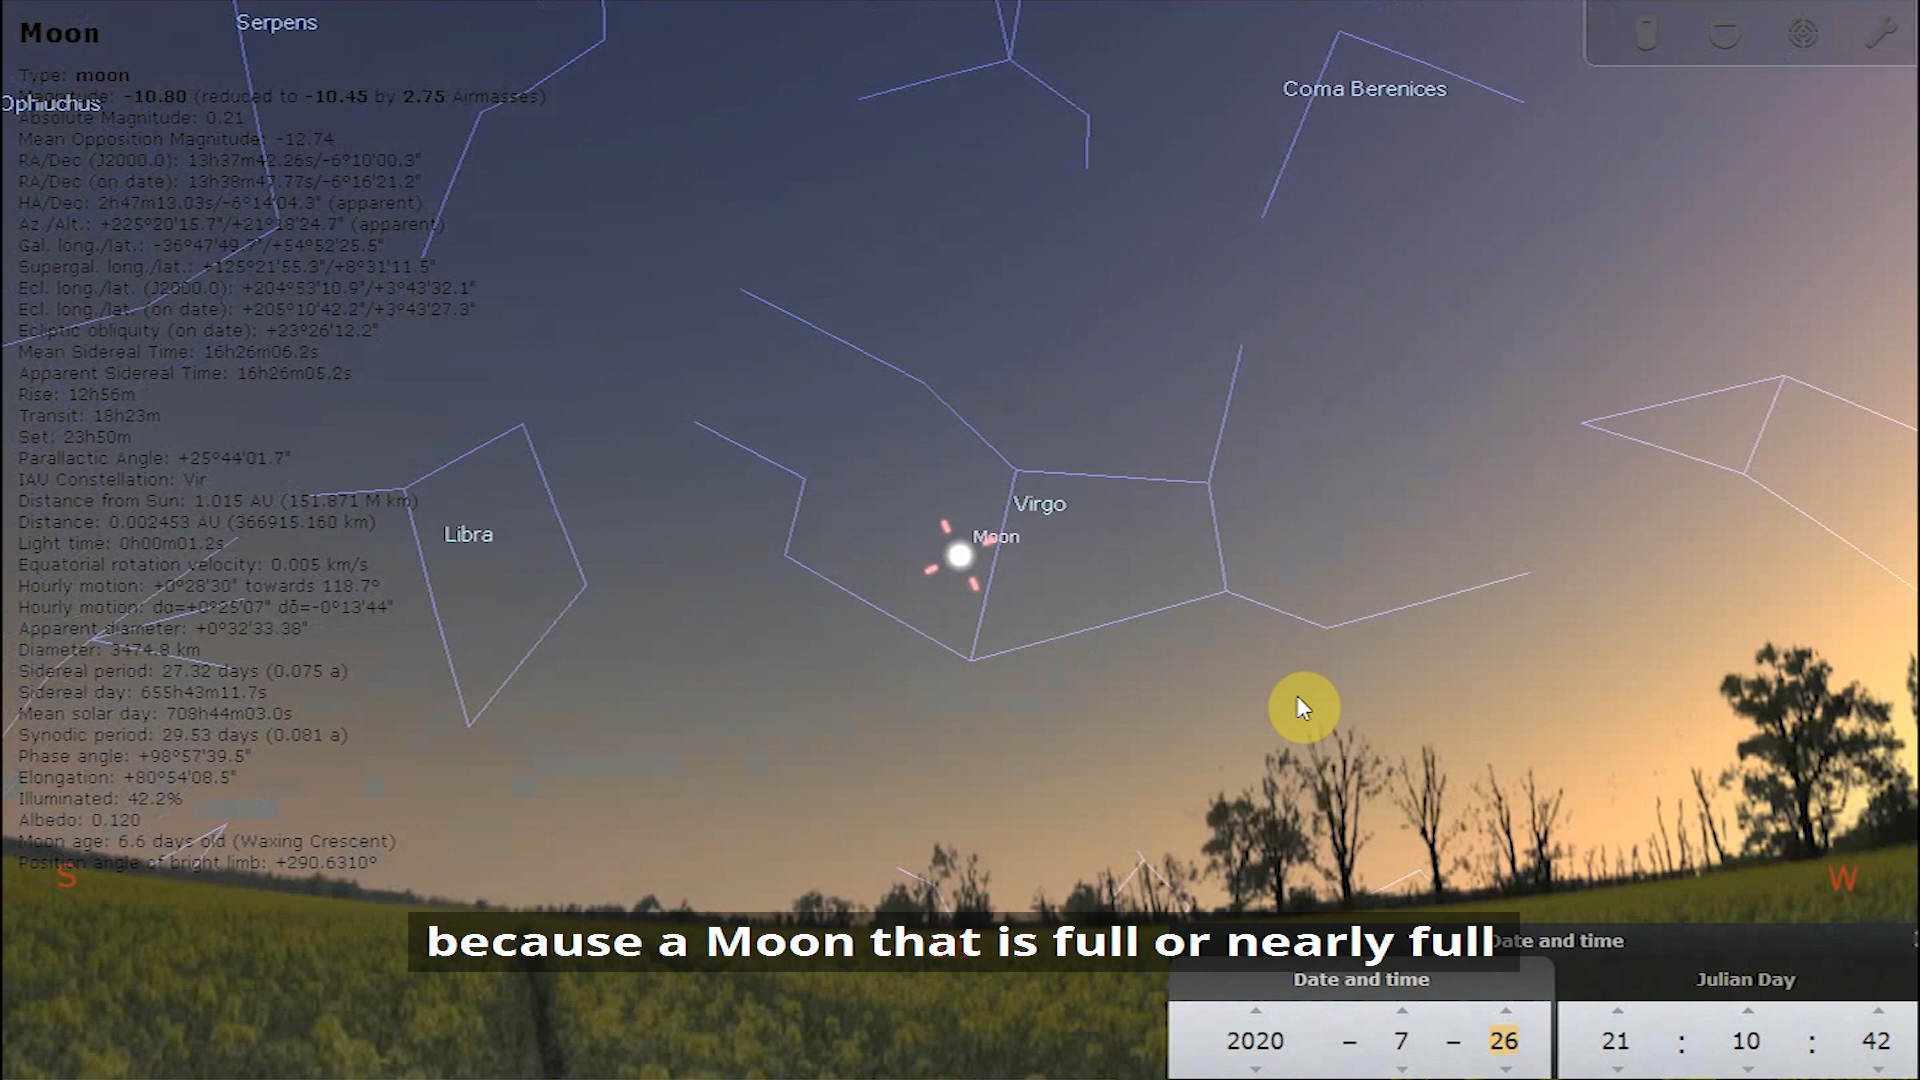 Moon
Serpens
Type: moon
Magnitude: -10.80 (reduced to -10.45 by 2.75 Airmasses)
Ophiuchus
Coma Berenices
Absolute Magnitude: 0.21
Mean Opposition Magnitude: -12.74
RA/Dec (J2000.0): 13h37m42.26s/-6°10'00.3"
RA/Dec (on date): 13h38m47.77s/-6°16'21.2"
HA/Dec: 2h47m13.03s/-6°14'04.3" (apparent)
Az./Alt.: +225°20'15.7"/+21°18'24.7" (apparent)
Gal. long./lat.: -36°47'49.7"/+54°52'25.5"
Supergal. long./lat.: +125°21'55.3"/+8°31'11.5"
Ecl. long./lat. (J2000.0): +204°53'10.9"/+3°43'32.1"
Ecl. long./lat. (on date): +205°10'42.2"/+3°43'27.3"
Ecliptic obliquity (on date): +23°26'12.2"
Mean Sidereal Time: 16h26m06.2s
Apparent Sidereal Time: 16h26m05.2s
Rise: 12h56m
Transit: 18h23m
Set: 23h50m
Parallactic Angle: +25°44'01.7"
IAU Constellation: Vir
Distance from Sun: 1.015 AU (151.871 M km)
Distance: 0.002453 AU (366915.160 km)
Light time: 0h00m01.2s
Equatorial rotation velocity: 0.005 km/s
Hourly motion: +0°28'30" towards 118.7°
Hourly motion: dα=+0°25'07" dδ=-0°13'44"
Apparent diameter: +0°32'33.38"
Diameter: 3474.8 km
Sidereal period: 27.32 days (0.075 a)
Sidereal day: 655h43m11.7s
Mean solar day: 708h44m03.0s
Synodic period: 29.53 days (0.081 a)
Phase angle: +98°57'39.5"
Elongation: +80°54'08.5"
Illuminated: 42.2%
Albedo: 0.120
Moon age: 6.6 days old (Waxing Crescent)
Position angle of bright limb: +290.6310°
Libra
Virgo
Moon
S
W
because a Moon that is full or nearly full
Date and time
Date and time
Julian Day
2020 - 7 - 26
21 : 10 : 42